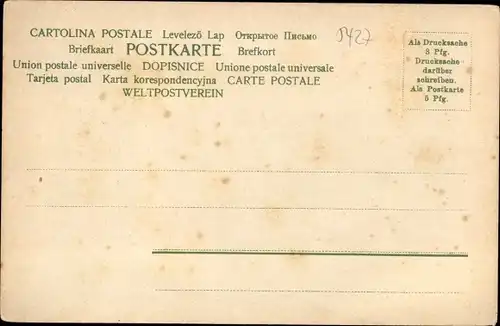 CARTOLINA POSTALE Levelező Lap Открытое Письмо
Briefkaart POSTKARTE Brefkort
Union postale universelle DOPISNICE Unione postale universale
Tarjeta postal Karta korespondencyjna CARTE POSTALE
WELTPOSTVEREIN
5427
Als Drucksache
3 Pfg.
Drucksache
darüber
schreiben.
Als Postkarte
5 Pfg.